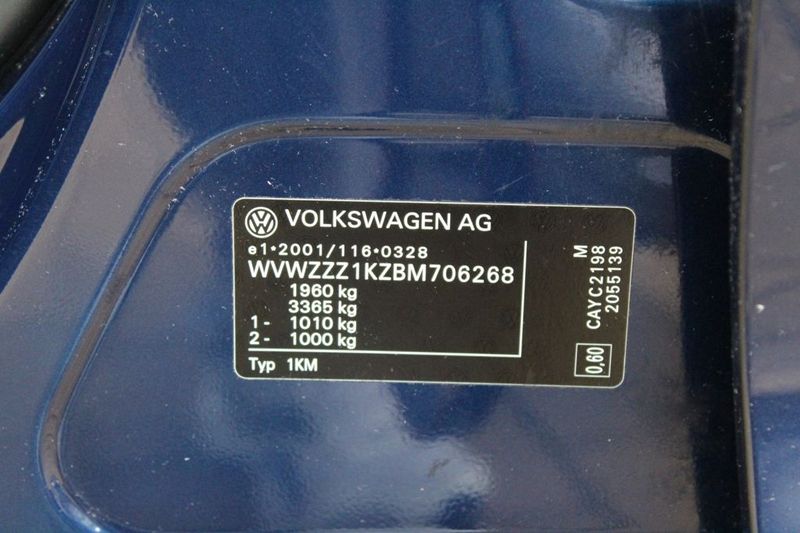 VOLKSWAGEN AG
e1*2001/116*0328
WVWZZZ1KZBM706268
1960 kg
3365 kg
1- 1010 kg
2- 1000 kg
Typ 1KM
M
CAYC2198
2055139
0,60